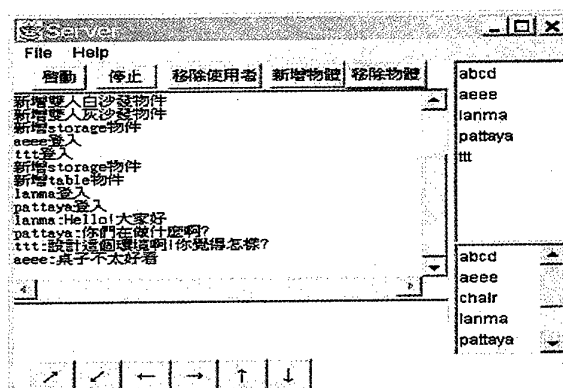 Server
File Help
啓動 停止 移除使用者 新增物體 移除物體
新增雙人白沙發物件
新增雙人灰沙發物件
新增storage物件
aeee登入
ttt登入
新增storage物件
新增table物件
lanma登入
pattaya登入
lanma:Hello!大家好
pattaya:你們在做什麼啊?
ttt:設計這個環境啊!你覺得怎樣?
aeee:桌子不太好看
abcd
aeee
lanma
pattaya
ttt
abcd
aeee
chair
lanma
pattaya
↗ ↙ ← → ↑ ↓